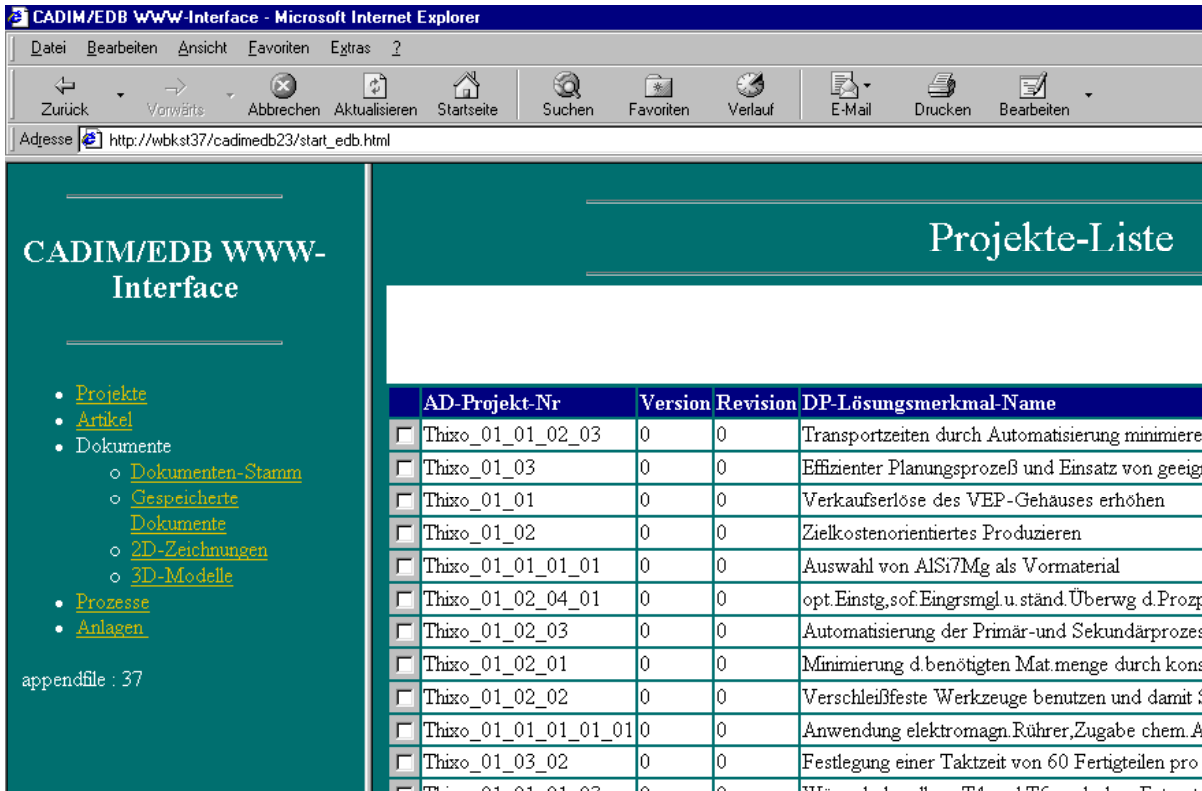 CADIM/EDB WWW-Interface - Microsoft Internet Explorer
Datei Bearbeiten Ansicht Favoriten Extras ?
Zurück Vorwärts Abbrechen Aktualisieren Startseite Suchen Favoriten Verlauf E-Mail Drucken Bearbeiten
Adresse http://wbkst37/cadimedb23/start_edb.html
CADIM/EDB WWW-
Interface
Projekte
Artikel
Dokumente
Dokumenten-Stamm
Gespeicherte
Dokumente
2D-Zeichnungen
3D-Modelle
Prozesse
Anlagen
appendfile : 37
Projekte-Liste
AD-Projekt-Nr Version Revision DP-Lösungsmerkmal-Name
Thixo_01_01_02_03 0 0 Transportzeiten durch Automatisierung minimiere
Thixo_01_03 0 0 Effizienter Planungsprozeß und Einsatz von geeig
Thixo_01_01 0 0 Verkaufserlöse des VEP-Gehäuses erhöhen
Thixo_01_02 0 0 Zielkostenorientiertes Produzieren
Thixo_01_01_01_01 0 0 Auswahl von AlSi7Mg als Vormaterial
Thixo_01_02_04_01 0 0 opt.Einstg,sof.Eingrsmgl.u.ständ.Überwg d.Prozp
Thixo_01_02_03 0 0 Automatisierung der Primär-und Sekundärprozes
Thixo_01_02_01 0 0 Minimierung d.benötigten Mat.menge durch kons
Thixo_01_02_02 0 0 Verschleißfeste Werkzeuge benutzen und damit S
Thixo_01_01_01_01_01 0 0 Anwendung elektromagn.Rührer,Zugabe chem.A
Thixo_01_03_02 0 0 Festlegung einer Taktzeit von 60 Fertigteilen pro